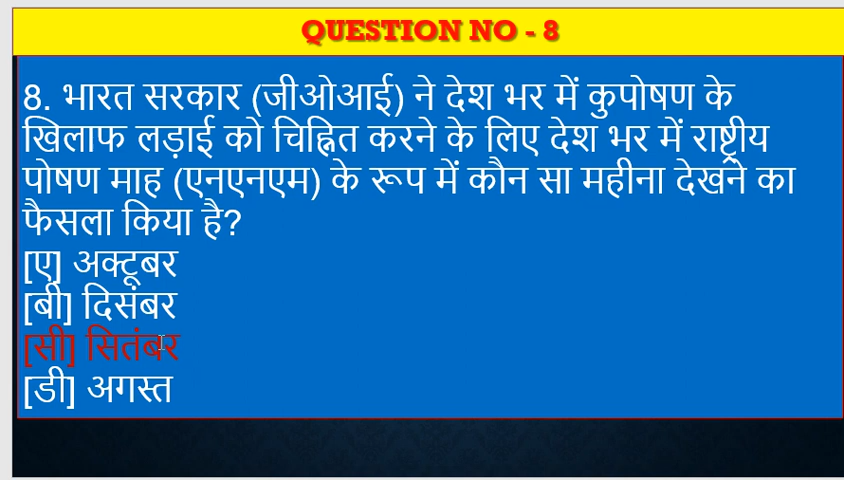 QUESTION NO - 8
8. भारत सरकार (जीओआई) ने देश भर में कुपोषण के
खिलाफ लड़ाई को चिह्नित करने के लिए देश भर में राष्ट्रीय
पोषण माह (एनएनएम) के रूप में कौन सा महीना देखने का
फैसला किया है?
[ए] अक्टूबर
[बी] दिसंबर
[सी] सितंबर
[डी] अगस्त